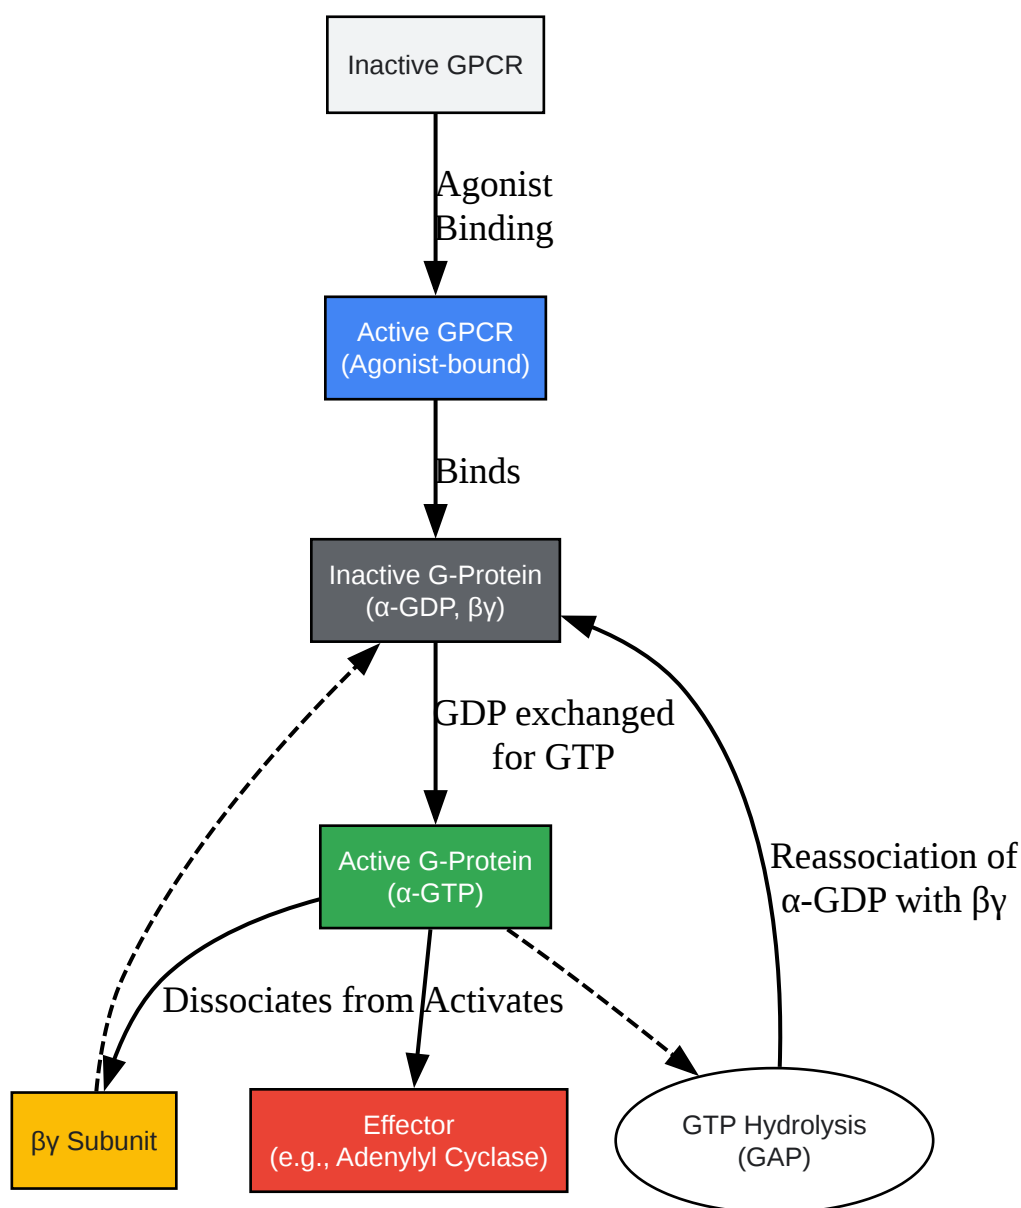 Inactive GPCR
Agonist
Binding
Active GPCR
(Agonist-bound)
Binds
Inactive G-Protein
(α-GDP, βγ)
GDP exchanged
for GTP
Active G-Protein
(α-GTP)
Reassociation of
α-GDP with βγ
Dissociates from
Activates
βγ Subunit
Effector
(e.g., Adenylyl Cyclase)
GTP Hydrolysis
(GAP)